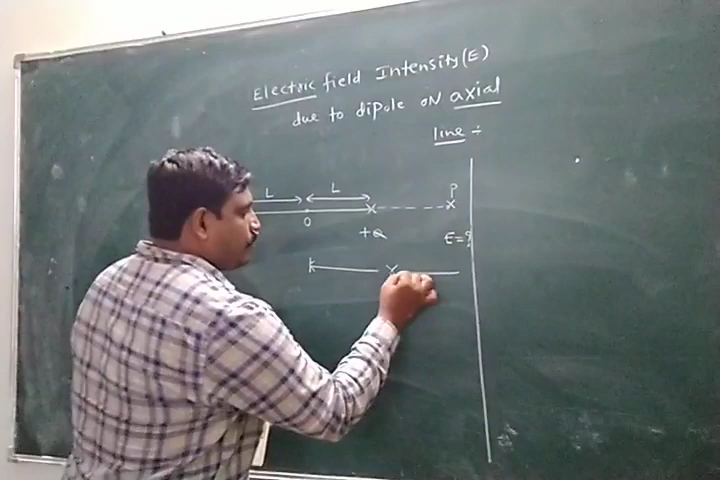 Electric field Intensity (E)
due to dipole on axial
line ÷
L L P
O
+Q E=?